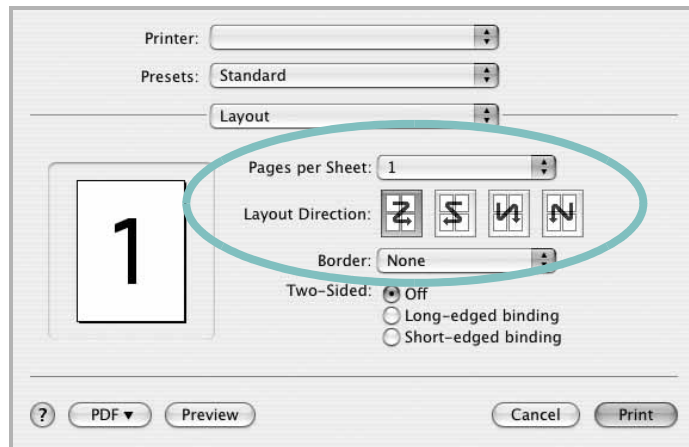 Printer:
Presets: Standard
Layout
Pages per Sheet: 1
Layout Direction:
Border: None
Two-Sided: Off
Long-edged binding
Short-edged binding
1
? PDF▼ Preview Cancel Print